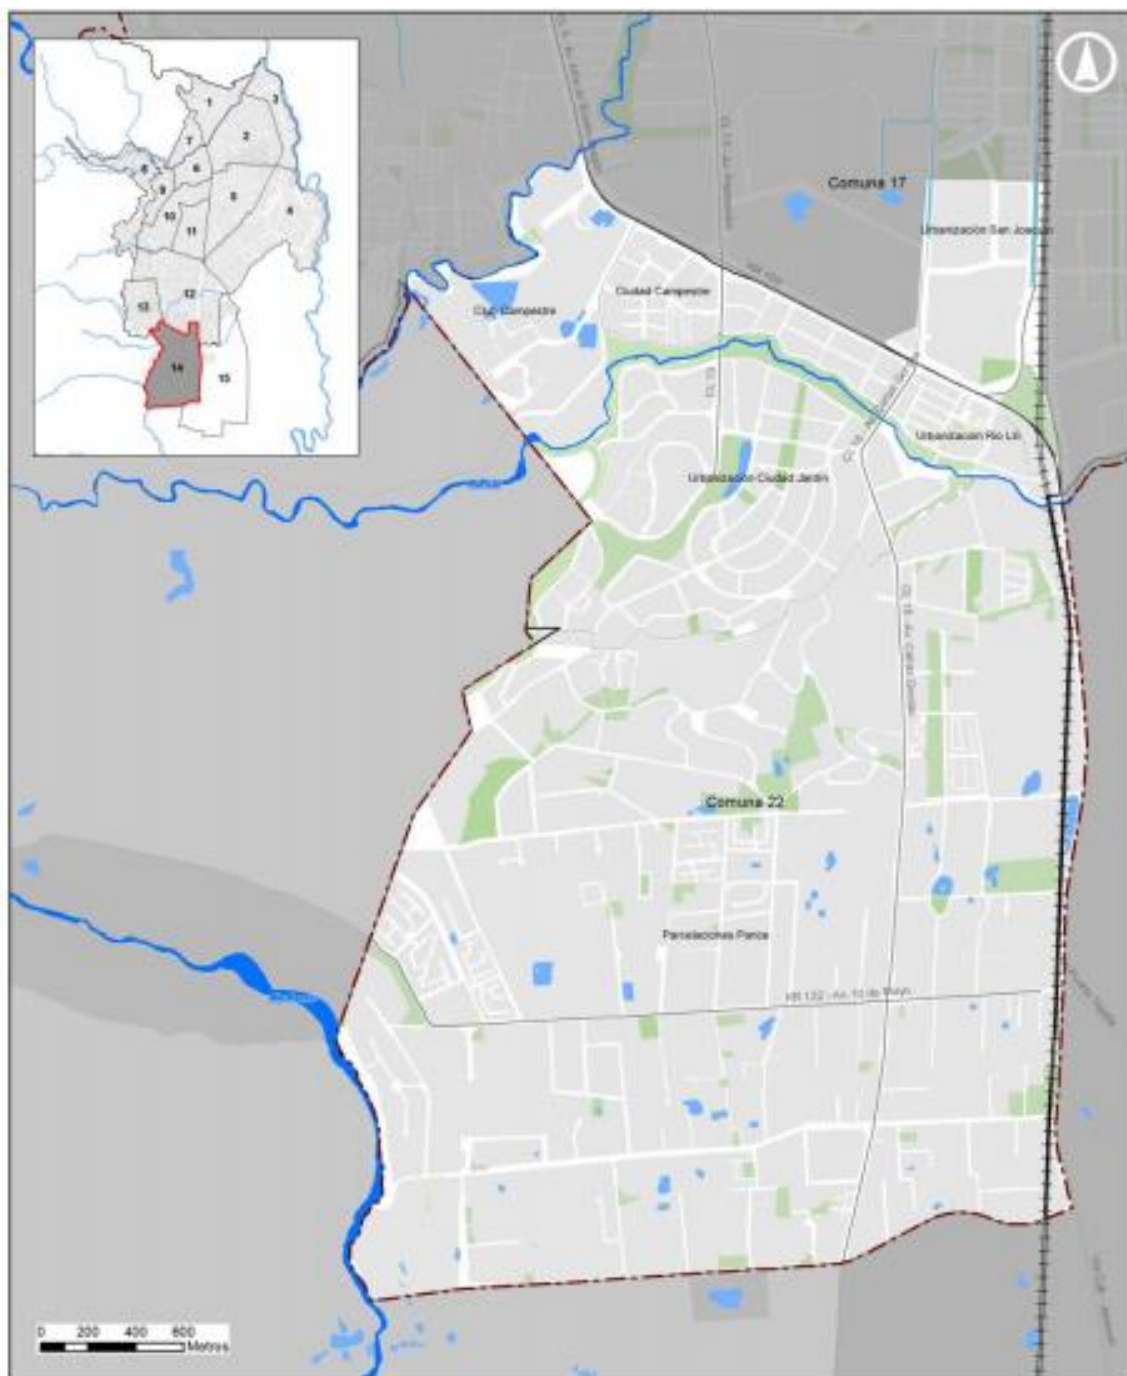 1
3
2
7
6
8
5
9
4
10
11
12
13
14
15
Comuna 17
Urbanización San Joaquín
Ciudad Campestre
Club Campestre
Urbanización Río Lili
Urbanización Ciudad Jardín
Comuna 22
Parcelaciones Pance
KR 122 - Av. 10 de Mayo
0 200 400 600
Metros